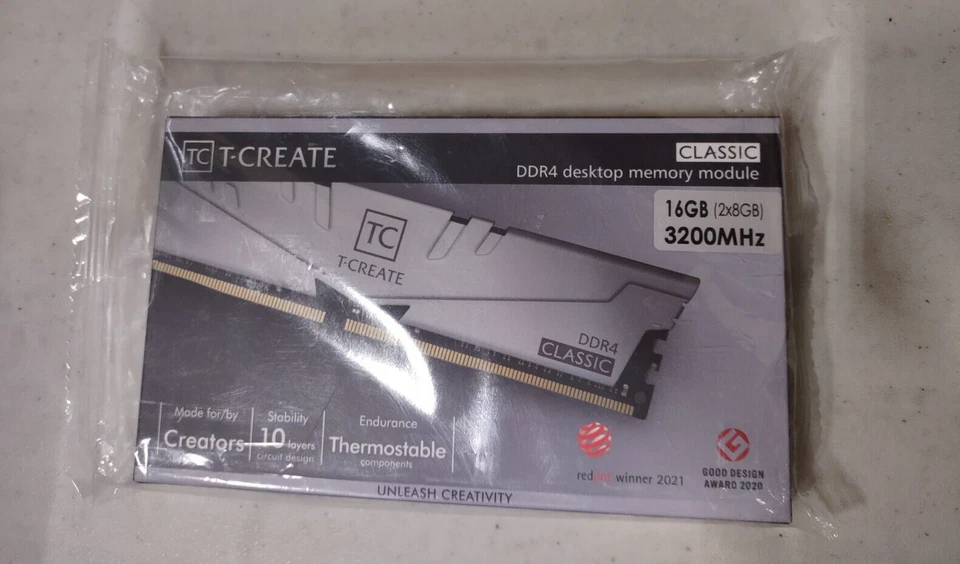 TC T-CREATE
CLASSIC
DDR4 desktop memory module
16GB (2x8GB)
3200MHz
TC
T-CREATE
DDR4
CLASSIC
Made for/by
Creators
Stability
10 layers
circuit design
Endurance
Thermostable
components
reddot winner 2021
GOOD DESIGN
AWARD 2020
UNLEASH CREATIVITY